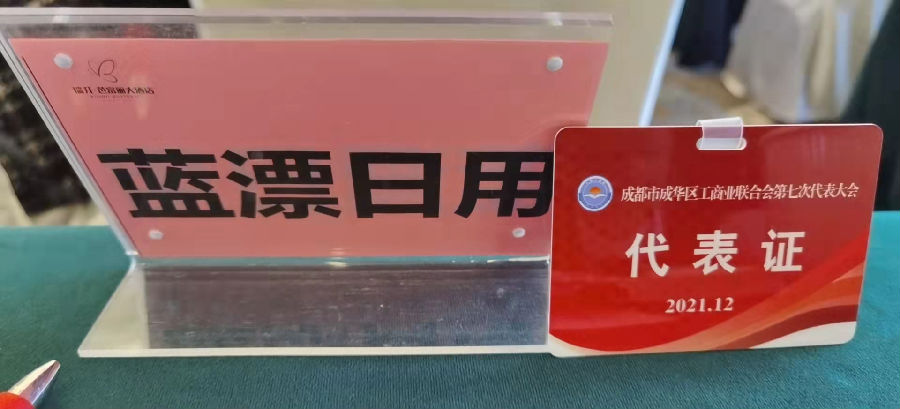 蓝漂日用
成都市成华区工商业联合会第七次代表大会
代表证
2021.12